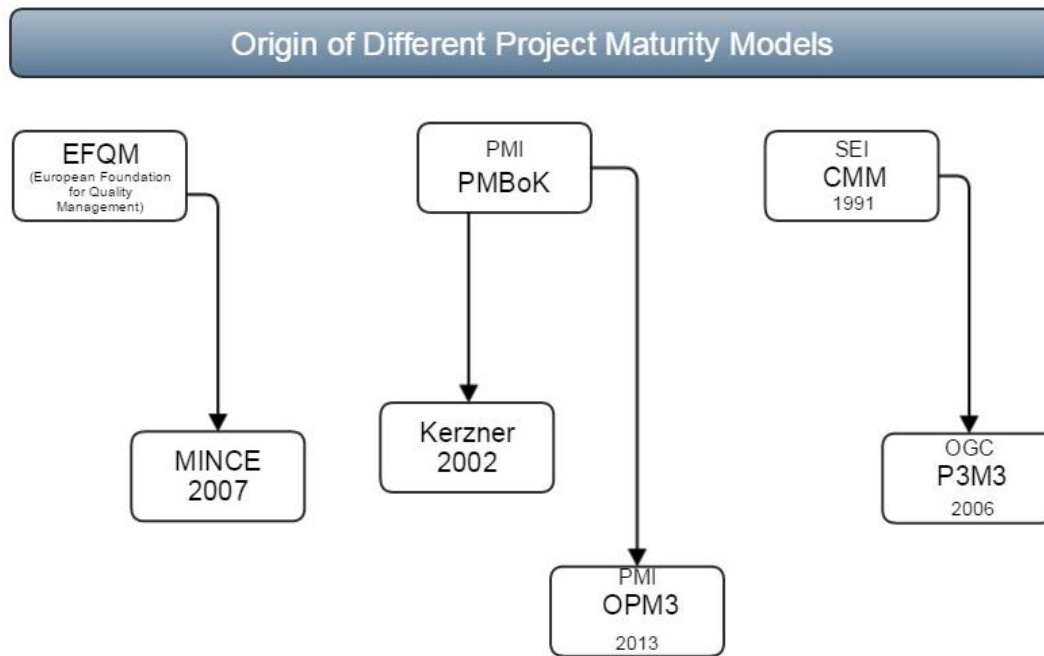 Origin of Different Project Maturity Models
EFQM
(European Foundation
for Quality
Management)
PMI
PMBoK
SEI
CMM
1991
MINCE
2007
Kerzner
2002
OGC
P3M3
2006
PMI
OPM3
2013